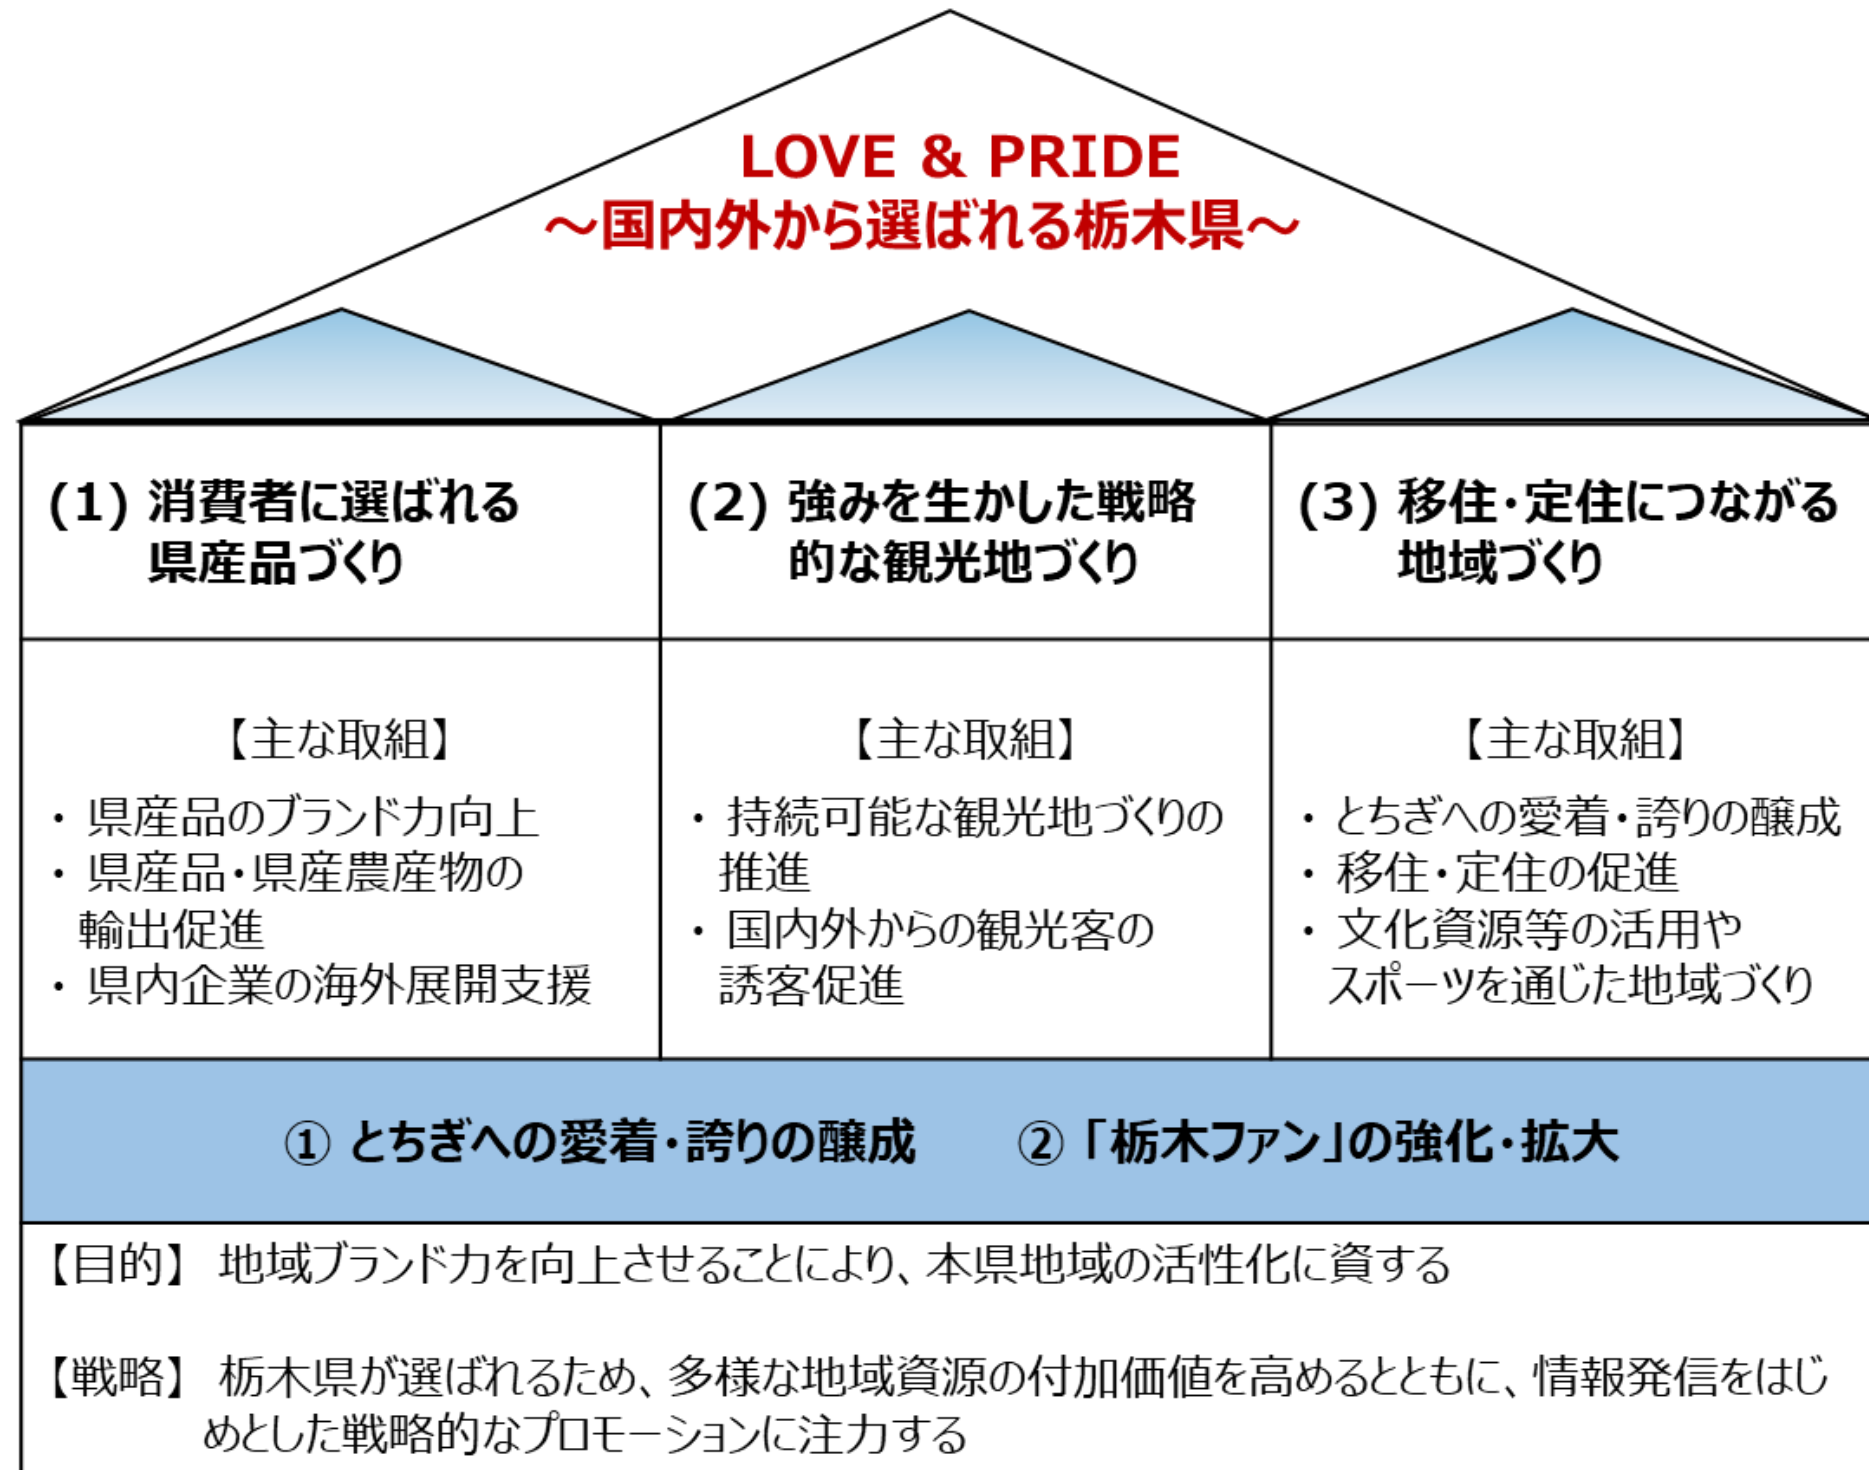 LOVE & PRIDE
～国内外から選ばれる栃木県～
(1) 消費者に選ばれる
県産品づくり
(2) 強みを生かした戦略
的な観光地づくり
(3) 移住・定住につながる
地域づくり
【主な取組】
・ 県産品のブランド力向上
・ 県産品・県産農産物の
輸出促進
・ 県内企業の海外展開支援
【主な取組】
・ 持続可能な観光地づくりの
推進
・ 国内外からの観光客の
誘客促進
【主な取組】
・ とちぎへの愛着・誇りの醸成
・ 移住・定住の促進
・ 文化資源等の活用や
スポーツを通じた地域づくり
① とちぎへの愛着・誇りの醸成 ② 「栃木ファン」の強化・拡大
【目的】 地域ブランド力を向上させることにより、本県地域の活性化に資する
【戦略】 栃木県が選ばれるため、多様な地域資源の付加価値を高めるとともに、情報発信をはじ
めとした戦略的なプロモーションに注力する